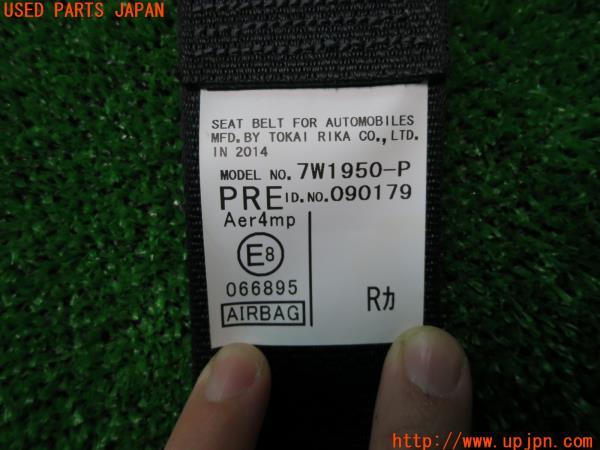 USED PARTS JAPAN
SEAT BELT FOR AUTOMOBILES
MFD.BY TOKAI RIKA CO.,LTD.
IN 2014
MODEL NO. 7W1950-P
PRE ID.NO.090179
Aer4mp
E8
066895
AIRBAG
Rカ
http://www.upjpn.com/